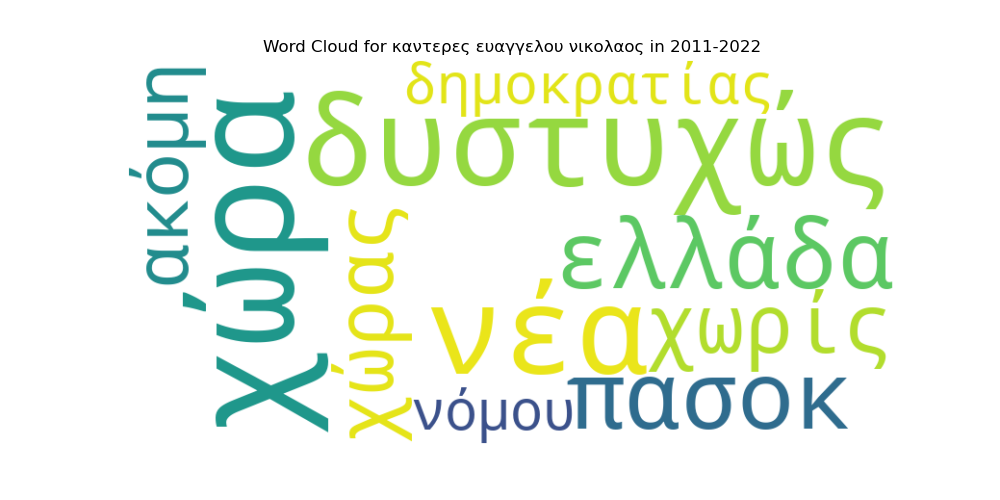 Word Cloud for καντερες ευαγγελου νικολαος in 2011-2022
δημοκρατίας
ακόμη
χώρα
δυστυχώς
χώρας
ελλάδα
νέα
χωρίς
νόμου
πασοκ